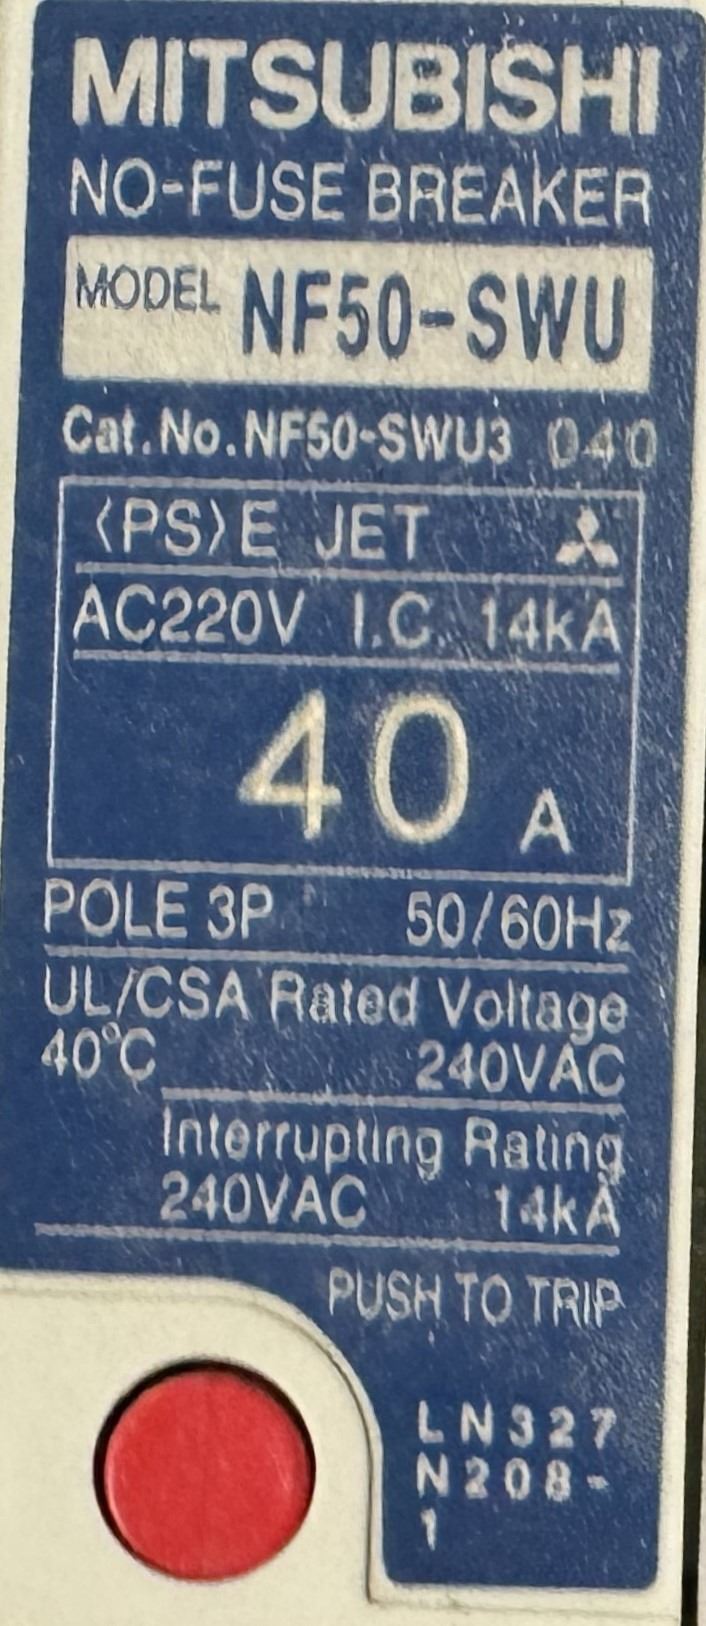 MITSUBISHI
NO-FUSE BREAKER
MODEL NF50-SWU
Cat.No.NF50-SWU3 040
〈PS〉E JET
AC220V I.C. 14kA
40 A
POLE 3P 50/60Hz
UL/CSA Rated Voltage
40°C 240VAC
Interrupting Rating
240VAC 14kA
PUSH TO TRIP
LN327
N208-
1